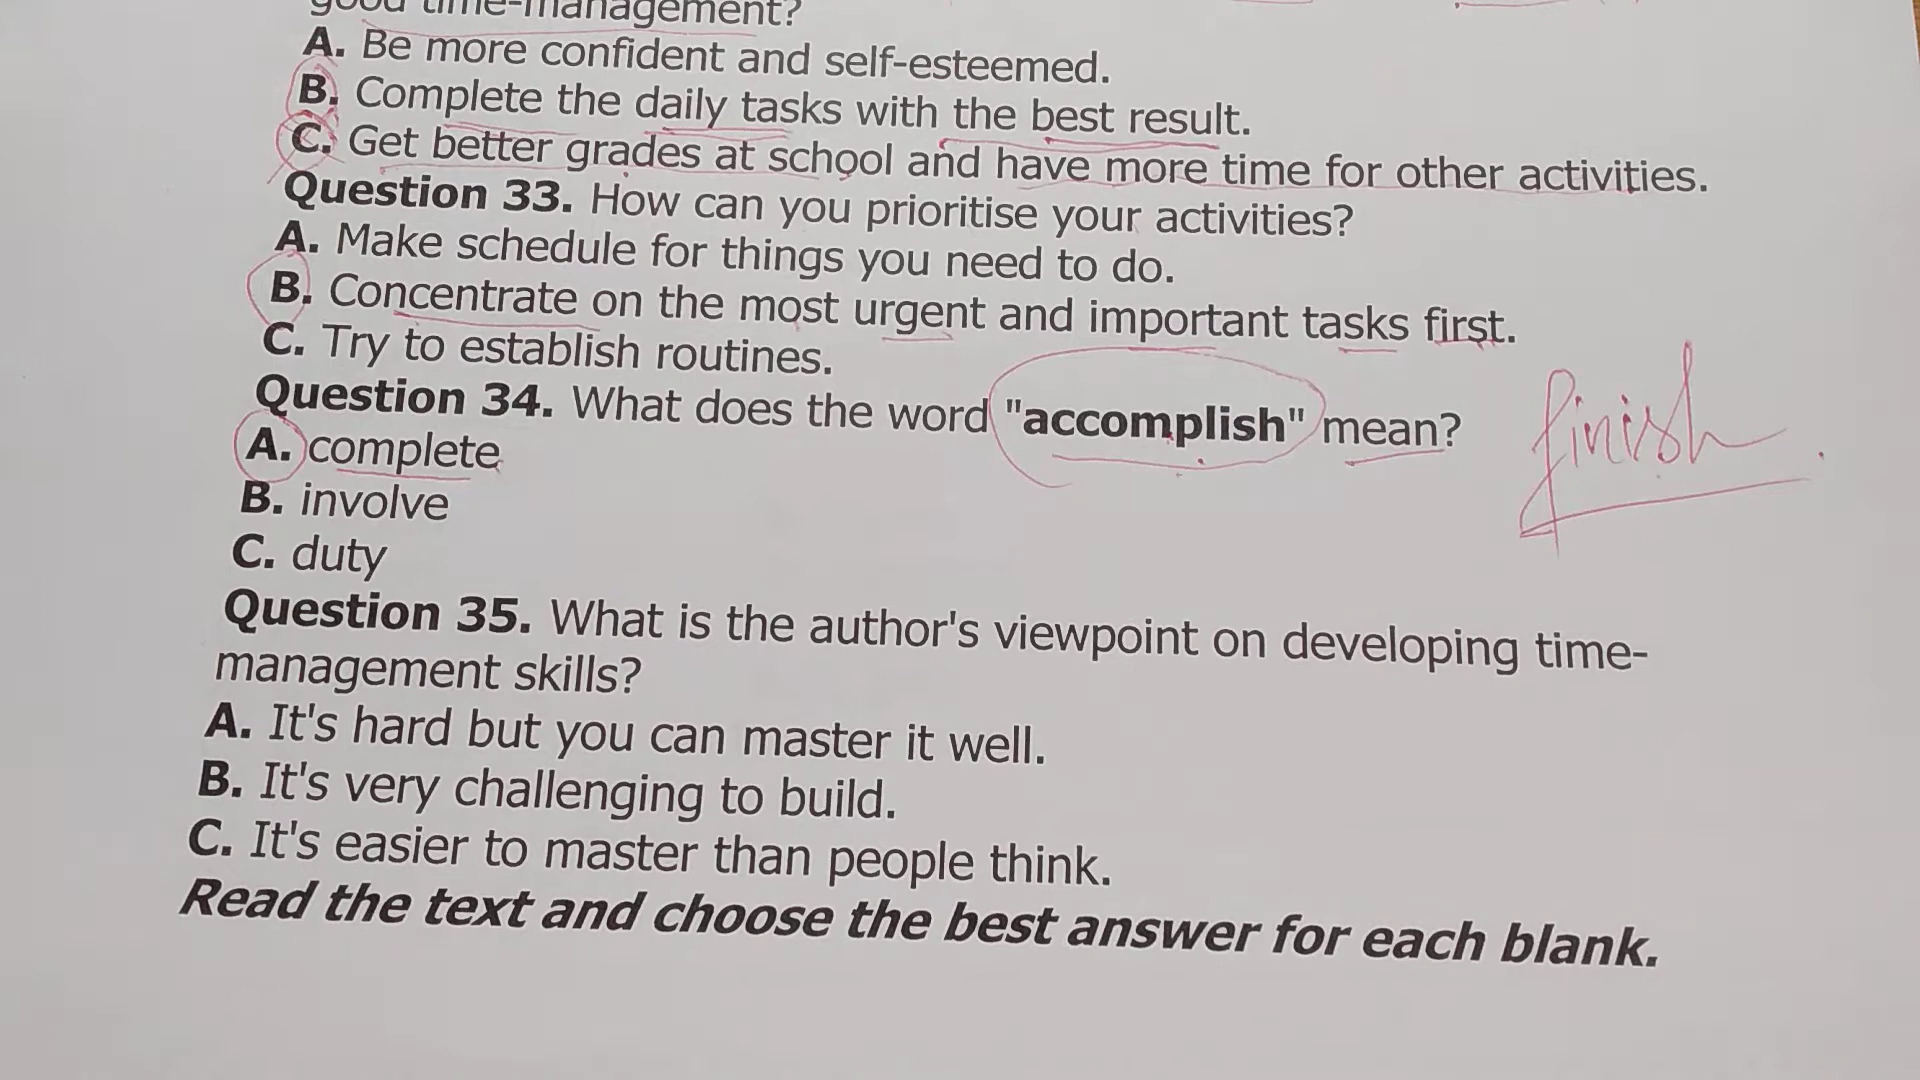 good time-management?
A. Be more confident and self-esteemed.
B. Complete the daily tasks with the best result.
C. Get better grades at school and have more time for other activities.
Question 33. How can you prioritise your activities?
A. Make schedule for things you need to do.
B. Concentrate on the most urgent and important tasks first.
C. Try to establish routines.
Question 34. What does the word "accomplish" mean?
finish
A. complete
B. involve
C. duty
Question 35. What is the author's viewpoint on developing time-
management skills?
A. It's hard but you can master it well.
B. It's very challenging to build.
C. It's easier to master than people think.
Read the text and choose the best answer for each blank.